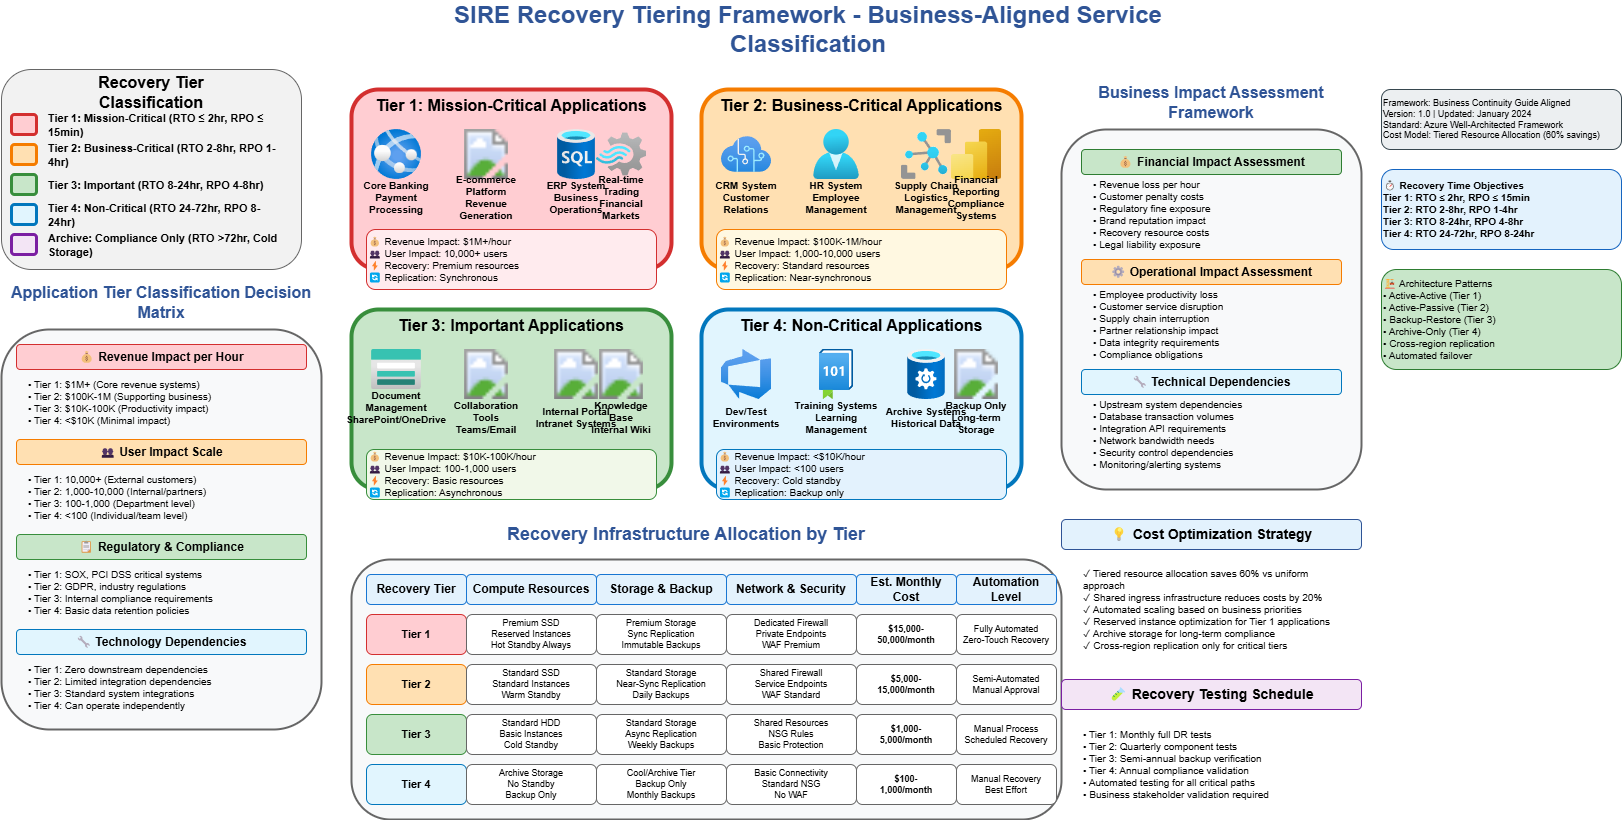 SIRE Recovery Tiering Framework - Business-Aligned Service
Classification
Recovery Tier
Classification
Tier 1: Mission-Critical (RTO ≤ 2hr, RPO ≤
15min)
Tier 2: Business-Critical (RTO 2-8hr, RPO 1-
4hr)
Tier 3: Important (RTO 8-24hr, RPO 4-8hr)
Tier 4: Non-Critical (RTO 24-72hr, RPO 8-
24hr)
Archive: Compliance Only (RTO >72hr, Cold
Storage)
Application Tier Classification Decision
Matrix
Revenue Impact per Hour
• Tier 1: $1M+ (Core revenue systems)
• Tier 2: $100K-1M (Supporting business)
• Tier 3: $10K-100K (Productivity impact)
• Tier 4: <$10K (Minimal impact)
User Impact Scale
• Tier 1: 10,000+ (External customers)
• Tier 2: 1,000-10,000 (Internal/partners)
• Tier 3: 100-1,000 (Department level)
• Tier 4: <100 (Individual/team level)
Regulatory & Compliance
• Tier 1: SOX, PCI DSS critical systems
• Tier 2: GDPR, industry regulations
• Tier 3: Internal compliance requirements
• Tier 4: Basic data retention policies
Technology Dependencies
• Tier 1: Zero downstream dependencies
• Tier 2: Limited integration dependencies
• Tier 3: Standard system integrations
• Tier 4: Can operate independently
Tier 1: Mission-Critical Applications
Core Banking
Payment
Processing
E-commerce
Platform
Revenue
Generation
SQL
ERP System
Business
Operations
Real-time
Trading
Financial
Markets
Revenue Impact: $1M+/hour
User Impact: 10,000+ users
Recovery: Premium resources
Replication: Synchronous
Tier 2: Business-Critical Applications
CRM System
Customer
Relations
HR System
Employee
Management
Supply Chain
Logistics
Management
Financial
Reporting
Compliance
Systems
Revenue Impact: $100K-1M/hour
User Impact: 1,000-10,000 users
Recovery: Standard resources
Replication: Near-synchronous
Tier 3: Important Applications
Document
Management
SharePoint/OneDrive
Collaboration
Tools
Teams/Email
Internal Portal
Intranet Systems
Knowledge
Base
Internal Wiki
Revenue Impact: $10K-100K/hour
User Impact: 100-1,000 users
Recovery: Basic resources
Replication: Asynchronous
Tier 4: Non-Critical Applications
Dev/Test
Environments
101
Training Systems
Learning
Management
Archive Systems
Historical Data
Backup Only
Long-term
Storage
Revenue Impact: <$10K/hour
User Impact: <100 users
Recovery: Cold standby
Replication: Backup only
Recovery Infrastructure Allocation by Tier
Recovery Tier
Compute Resources
Storage & Backup
Network & Security
Est. Monthly
Cost
Automation
Level
Tier 1
Premium SSD
Reserved Instances
Hot Standby Always
Premium Storage
Sync Replication
Immutable Backups
Dedicated Firewall
Private Endpoints
WAF Premium
$15,000-
50,000/month
Fully Automated
Zero-Touch Recovery
Tier 2
Standard SSD
Standard Instances
Warm Standby
Standard Storage
Near-Sync Replication
Daily Backups
Shared Firewall
Service Endpoints
WAF Standard
$5,000-
15,000/month
Semi-Automated
Manual Approval
Tier 3
Standard HDD
Basic Instances
Cold Standby
Standard Storage
Async Replication
Weekly Backups
Shared Resources
NSG Rules
Basic Protection
$1,000-
5,000/month
Manual Process
Scheduled Recovery
Tier 4
Archive Storage
No Standby
Backup Only
Cool/Archive Tier
Backup Only
Monthly Backups
Basic Connectivity
Standard NSG
No WAF
$100-
1,000/month
Manual Recovery
Best Effort
Business Impact Assessment
Framework
Financial Impact Assessment
• Revenue loss per hour
• Customer penalty costs
• Regulatory fine exposure
• Brand reputation impact
• Recovery resource costs
• Legal liability exposure
Operational Impact Assessment
• Employee productivity loss
• Customer service disruption
• Supply chain interruption
• Partner relationship impact
• Data integrity requirements
• Compliance obligations
Technical Dependencies
• Upstream system dependencies
• Database transaction volumes
• Integration API requirements
• Network bandwidth needs
• Security control dependencies
• Monitoring/alerting systems
Cost Optimization Strategy
✓ Tiered resource allocation saves 60% vs uniform
approach
✓ Shared ingress infrastructure reduces costs by 20%
✓ Automated scaling based on business priorities
✓ Reserved instance optimization for Tier 1 applications
✓ Archive storage for long-term compliance
✓ Cross-region replication only for critical tiers
Recovery Testing Schedule
• Tier 1: Monthly full DR tests
• Tier 2: Quarterly component tests
• Tier 3: Semi-annual backup verification
• Tier 4: Annual compliance validation
• Automated testing for all critical paths
• Business stakeholder validation required
Framework: Business Continuity Guide Aligned
Version: 1.0 | Updated: January 2024
Standard: Azure Well-Architected Framework
Cost Model: Tiered Resource Allocation (60% savings)
Recovery Time Objectives
Tier 1: RTO ≤ 2hr, RPO ≤ 15min
Tier 2: RTO 2-8hr, RPO 1-4hr
Tier 3: RTO 8-24hr, RPO 4-8hr
Tier 4: RTO 24-72hr, RPO 8-24hr
Architecture Patterns
• Active-Active (Tier 1)
• Active-Passive (Tier 2)
• Backup-Restore (Tier 3)
• Archive-Only (Tier 4)
• Cross-region replication
• Automated failover